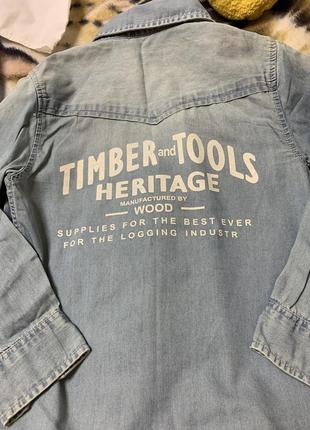 TIMBER and TOOLS
HERITAGE
MANUFACTURED BY
WOOD
SUPPLIES FOR THE BEST EVER
FOR THE LOGGING INDUSTR